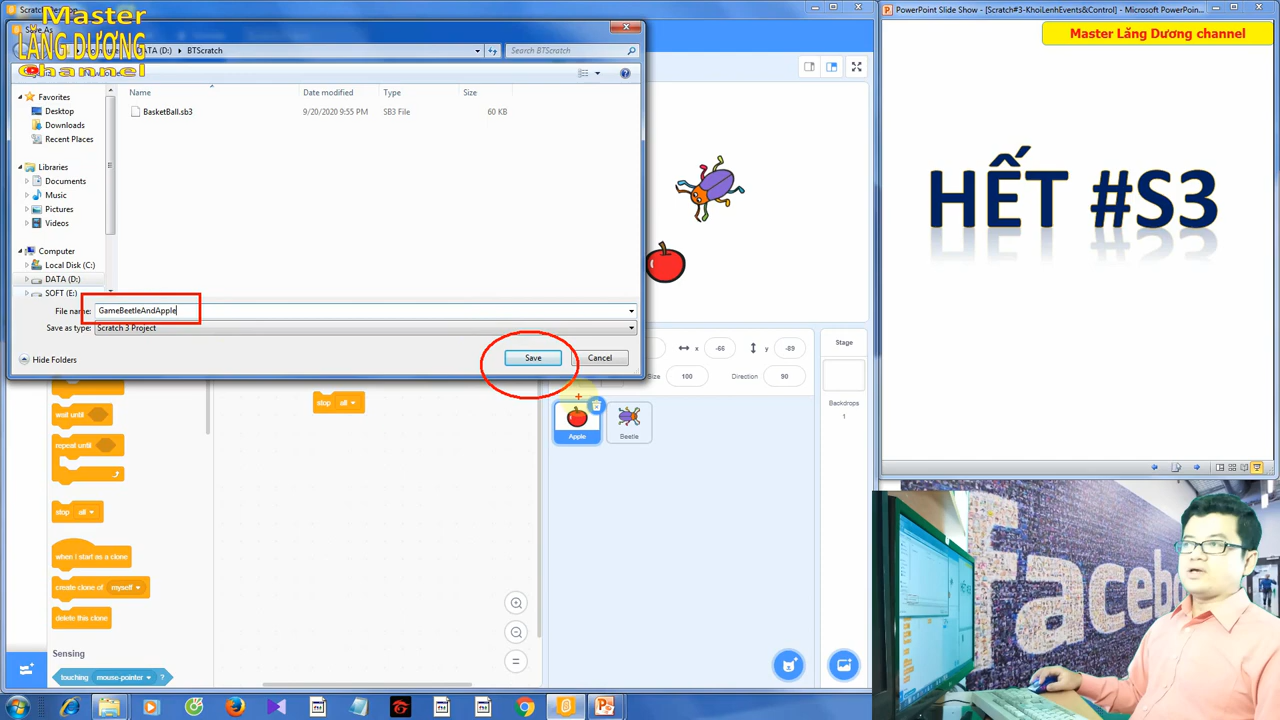 Master
LÃNG DƯƠNG
Channel
Scratch
Save As
DATA (D:) ▸ BTScratch
Search BTScratch
Name
Date modified
Type
Size
BasketBall.sb3
9/20/2020 9:55 PM
SB3 File
60 KB
Favorites
Desktop
Downloads
Recent Places
Libraries
Documents
Music
Pictures
Videos
Computer
Local Disk (C:)
DATA (D:)
SOFT (E:)
File name: GameBeetleAndApple
Save as type: Scratch 3 Project
Hide Folders
Save
Cancel
x
-66
y
-89
Size
100
Direction
90
Stage
Backdrops
1
Apple
Beetle
stop all
wait until
repeat until
stop all
when I start as a clone
create clone of myself
delete this clone
Sensing
touching mouse-pointer ?
PowerPoint Slide Show - [Scratch#3-KhoiLenhEvents&Control] - Microsoft PowerPoin...
Master Lãng Dương channel
HẾT #S3
facebo